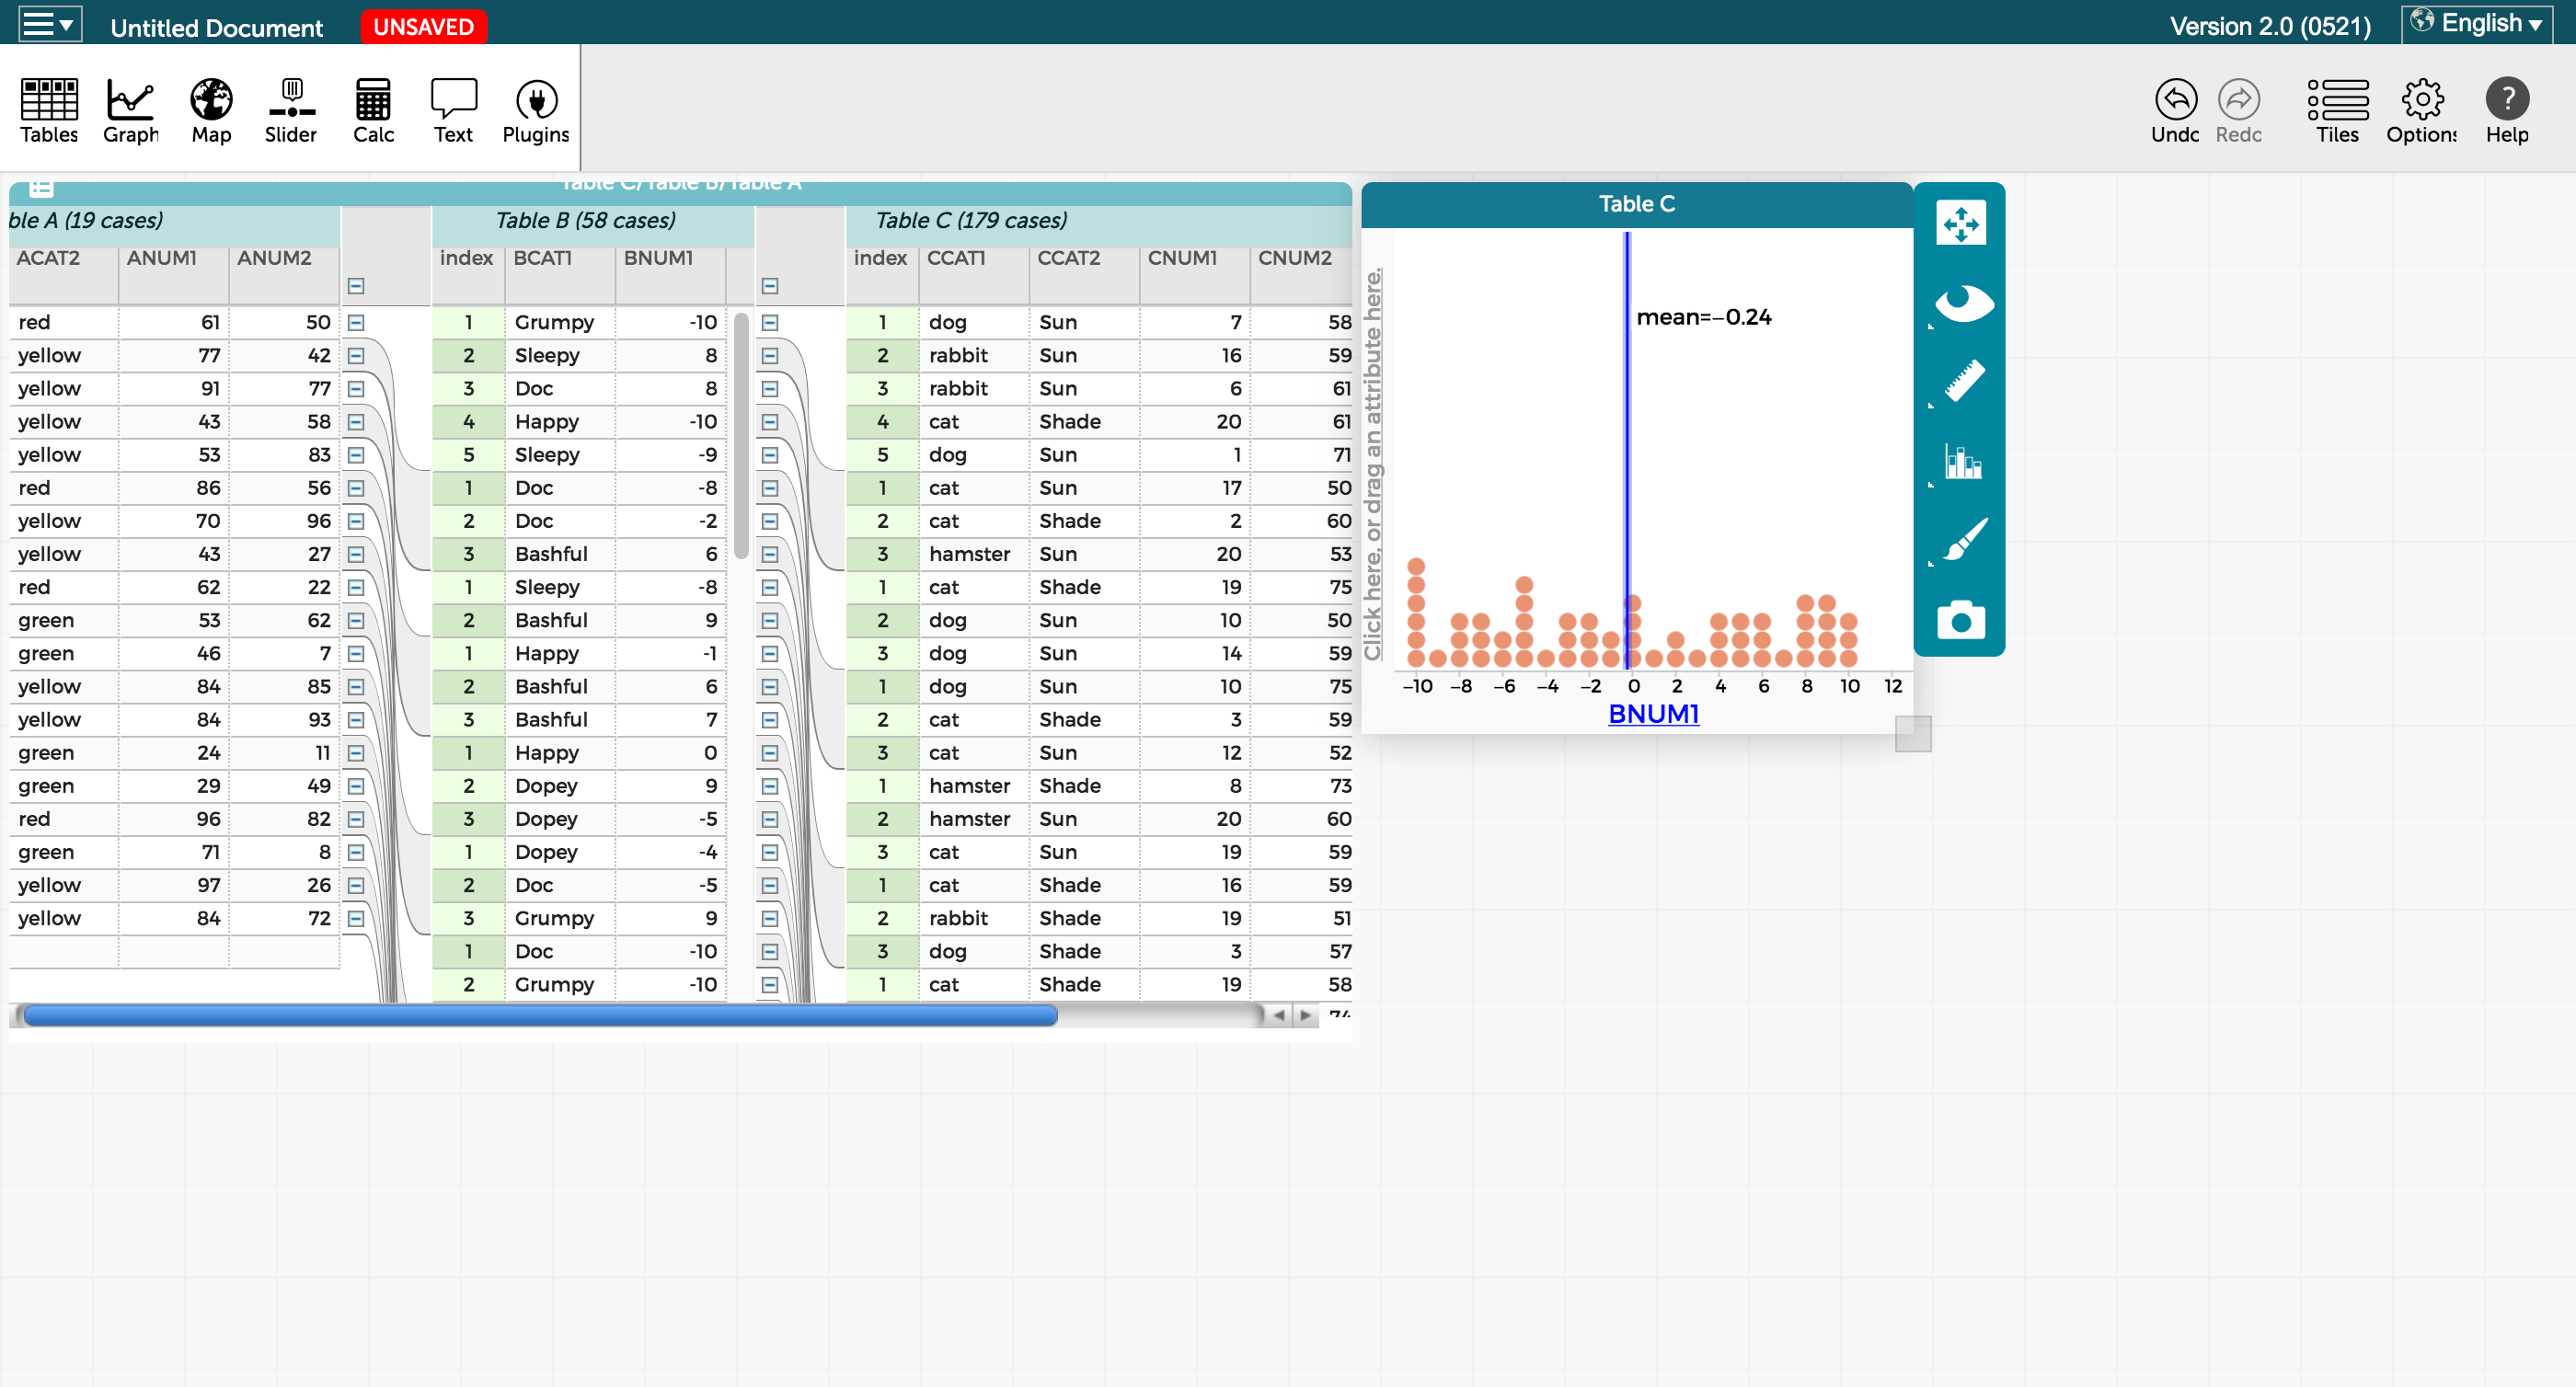 Untitled Document UNSAVED Version 2.0 (0521) English
Tables Graph Map Slider Calc Text Plugins Undo Redo Tiles Options Help
Table C/Table B/Table A
ble A (19 cases) Table B (58 cases) Table C (179 cases)
ACAT2 ANUM1 ANUM2 index BCAT1 BNUM1 index CCAT1 CCAT2 CNUM1 CNUM2
red 61 50 1 Grumpy -10 1 dog Sun 7 58
yellow 77 42 2 Sleepy 8 2 rabbit Sun 16 59
yellow 91 77 3 Doc 8 3 rabbit Sun 6 61
yellow 43 58 4 Happy -10 4 cat Shade 20 61
yellow 53 83 5 Sleepy -9 5 dog Sun 1 71
red 86 56 1 Doc -8 1 cat Sun 17 50
yellow 70 96 2 Doc -2 2 cat Shade 2 60
yellow 43 27 3 Bashful 6 3 hamster Sun 20 53
red 62 22 1 Sleepy -8 1 cat Shade 19 75
green 53 62 2 Bashful 9 2 dog Sun 10 50
green 46 7 1 Happy -1 3 dog Sun 14 59
yellow 84 85 2 Bashful 6 1 dog Sun 10 75
yellow 84 93 3 Bashful 7 2 cat Shade 3 59
green 24 11 1 Happy 0 3 cat Sun 12 52
green 29 49 2 Dopey 9 1 hamster Shade 8 73
red 96 82 3 Dopey -5 2 hamster Sun 20 60
green 71 8 1 Dopey -4 3 cat Sun 19 59
yellow 97 26 2 Doc -5 1 cat Shade 16 59
yellow 84 72 3 Grumpy 9 2 rabbit Shade 19 51
1 Doc -10 3 dog Shade 3 57
2 Grumpy -10 1 cat Shade 19 58
74
Table C
Click here, or drag an attribute here.
mean=−0.24
−10 −8 −6 −4 −2 0 2 4 6 8 10 12
BNUM1